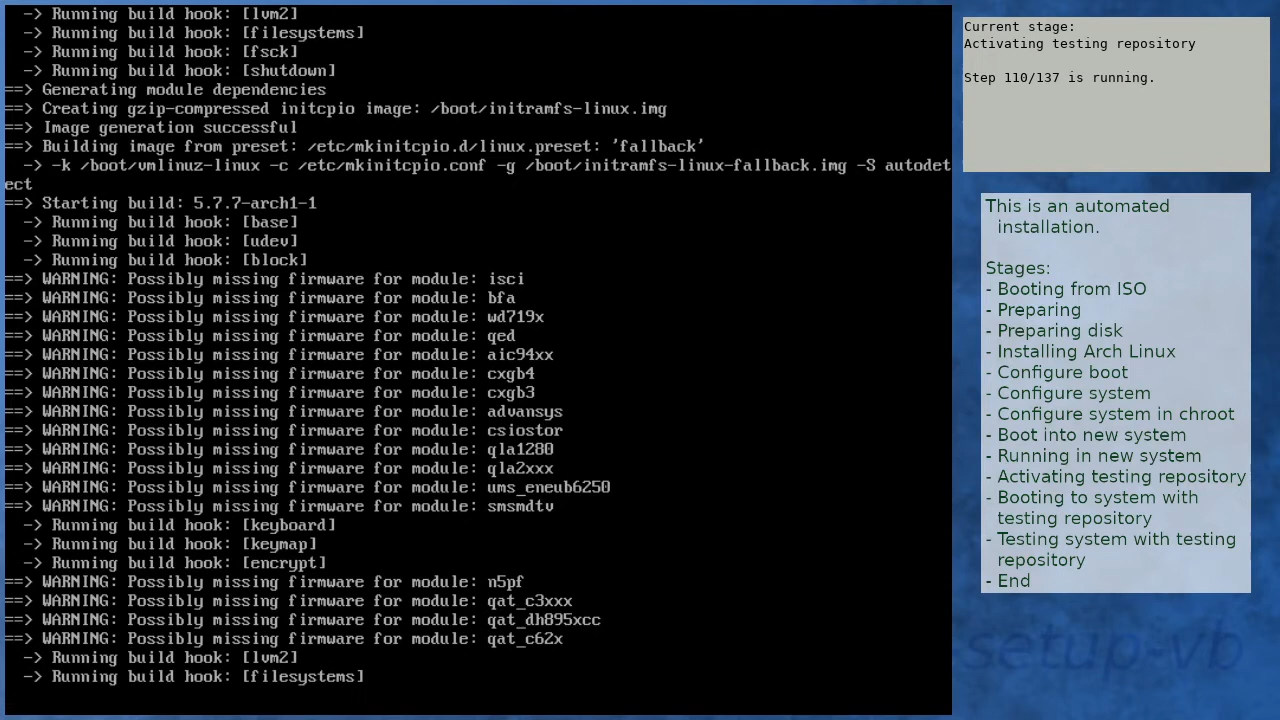 -> Running build hook: [lvm2]
-> Running build hook: [filesystems]
-> Running build hook: [fsck]
-> Running build hook: [shutdown]
==> Generating module dependencies
==> Creating gzip-compressed initcpio image: /boot/initramfs-linux.img
==> Image generation successful
==> Building image from preset: /etc/mkinitcpio.d/linux.preset: 'fallback'
-> -k /boot/vmlinuz-linux -c /etc/mkinitcpio.conf -g /boot/initramfs-linux-fallback.img -S autodet
ect
==> Starting build: 5.7.7-arch1-1
-> Running build hook: [base]
-> Running build hook: [udev]
-> Running build hook: [block]
==> WARNING: Possibly missing firmware for module: isci
==> WARNING: Possibly missing firmware for module: bfa
==> WARNING: Possibly missing firmware for module: wd719x
==> WARNING: Possibly missing firmware for module: qed
==> WARNING: Possibly missing firmware for module: aic94xx
==> WARNING: Possibly missing firmware for module: cxgb4
==> WARNING: Possibly missing firmware for module: cxgb3
==> WARNING: Possibly missing firmware for module: advansys
==> WARNING: Possibly missing firmware for module: csiostor
==> WARNING: Possibly missing firmware for module: qla1280
==> WARNING: Possibly missing firmware for module: qla2xxx
==> WARNING: Possibly missing firmware for module: ums_eneub6250
==> WARNING: Possibly missing firmware for module: smsmdtv
-> Running build hook: [keyboard]
-> Running build hook: [keymap]
-> Running build hook: [encrypt]
==> WARNING: Possibly missing firmware for module: n5pf
==> WARNING: Possibly missing firmware for module: qat_c3xxx
==> WARNING: Possibly missing firmware for module: qat_dh895xcc
==> WARNING: Possibly missing firmware for module: qat_c62x
-> Running build hook: [lvm2]
-> Running build hook: [filesystems]
Current stage:
Activating testing repository
Step 110/137 is running.
This is an automated
installation.
Stages:
- Booting from ISO
- Preparing
- Preparing disk
- Installing Arch Linux
- Configure boot
- Configure system
- Configure system in chroot
- Boot into new system
- Running in new system
- Activating testing repository
- Booting to system with
testing repository
- Testing system with testing
repository
- End
setup-vb